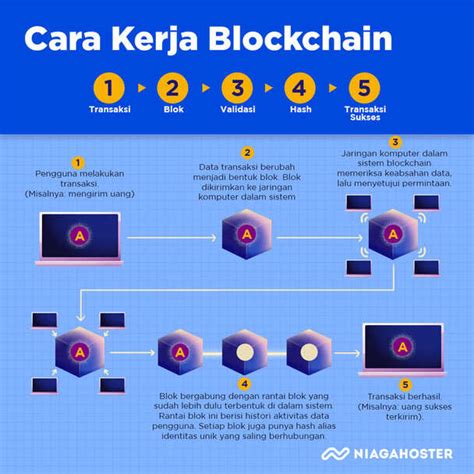 Cara Kerja Blockchain
1
2
3
4
5
Transaksi
Blok
Validasi
Hash
Transaksi
Sukses
1
Pengguna melakukan
transaksi.
(Misalnya: mengirim uang)
2
Data transaksi berubah
menjadi bentuk blok. Blok
dikirimkan ke jaringan
komputer dalam sistem
3
Jaringan komputer dalam
sistem blockchain
memeriksa keabsahan data,
lalu menyetujui permintaan.
A
A
A
A
A
A
A
4
Blok bergabung dengan rantai blok yang
sudah lebih dulu terbentuk di dalam sistem.
Rantai blok ini berisi histori aktivitas data
pengguna. Setiap blok juga punya hash alias
identitas unik yang saling berhubungan.
5
Transaksi berhasil
(Misalnya: uang sukses
terkirim).
NIAGAHOSTER